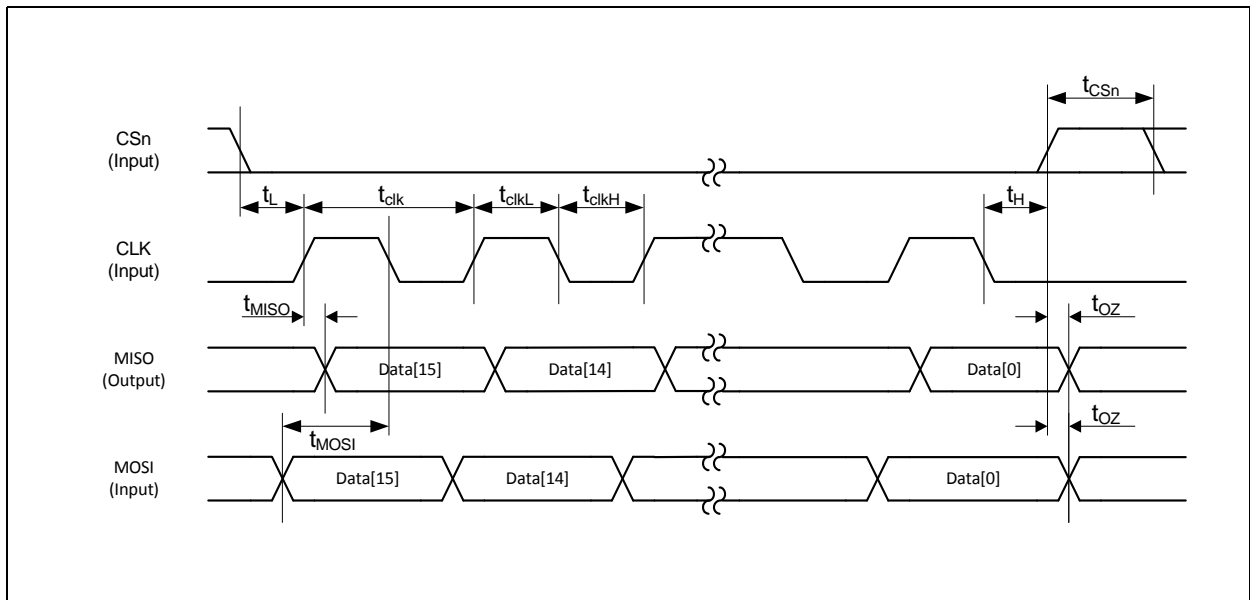 tCSn
CSn
(Input)
tL
tclk
tclkL
tclkH
tH
CLK
(Input)
tMISO
tOZ
MISO
(Output)
Data[15]
Data[14]
Data[0]
tMOSI
tOZ
MOSI
(Input)
Data[15]
Data[14]
Data[0]